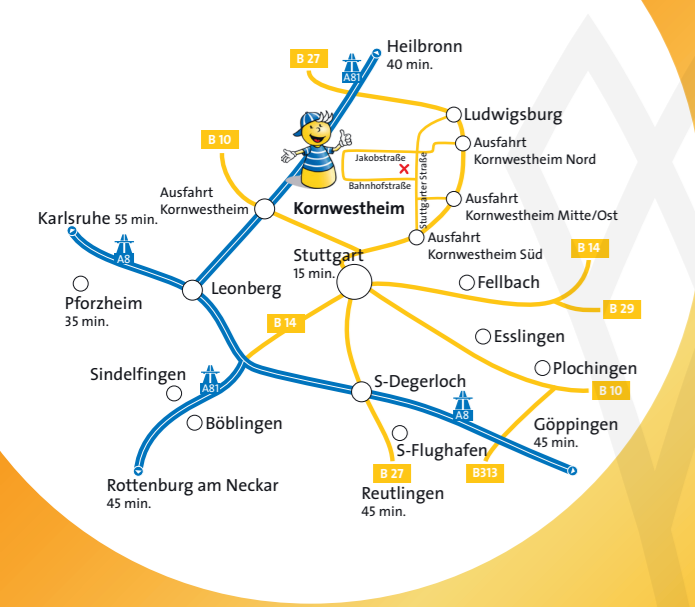 Heilbronn
40 min.
B 27
A81
Ludwigsburg
B 10
Ausfahrt
Kornwestheim Nord
Jakobstraße
Bahnhofstraße
Stuttgarter Straße
Ausfahrt
Kornwestheim
Kornwestheim
Ausfahrt
Kornwestheim Mitte/Ost
Karlsruhe 55 min.
A8
Ausfahrt
Kornwestheim Süd
Stuttgart
15 min.
B 14
Fellbach
Leonberg
Pforzheim
35 min.
B 29
B 14
Esslingen
Plochingen
Sindelfingen
A81
S-Degerloch
B 10
A8
Böblingen
Göppingen
45 min.
S-Flughafen
B 27
B313
Rottenburg am Neckar
45 min.
Reutlingen
45 min.